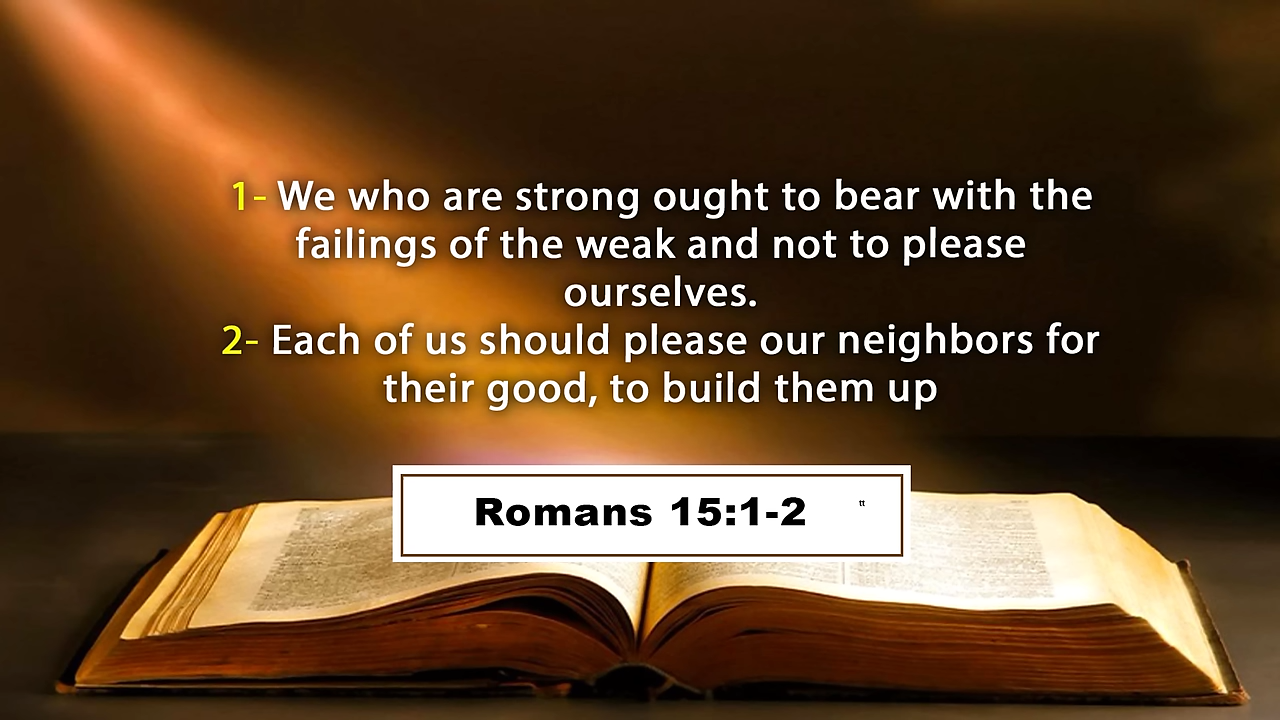 1- We who are strong ought to bear with the
failings of the weak and not to please
ourselves.
2- Each of us should please our neighbors for
their good, to build them up
Romans 15:1-2 tt